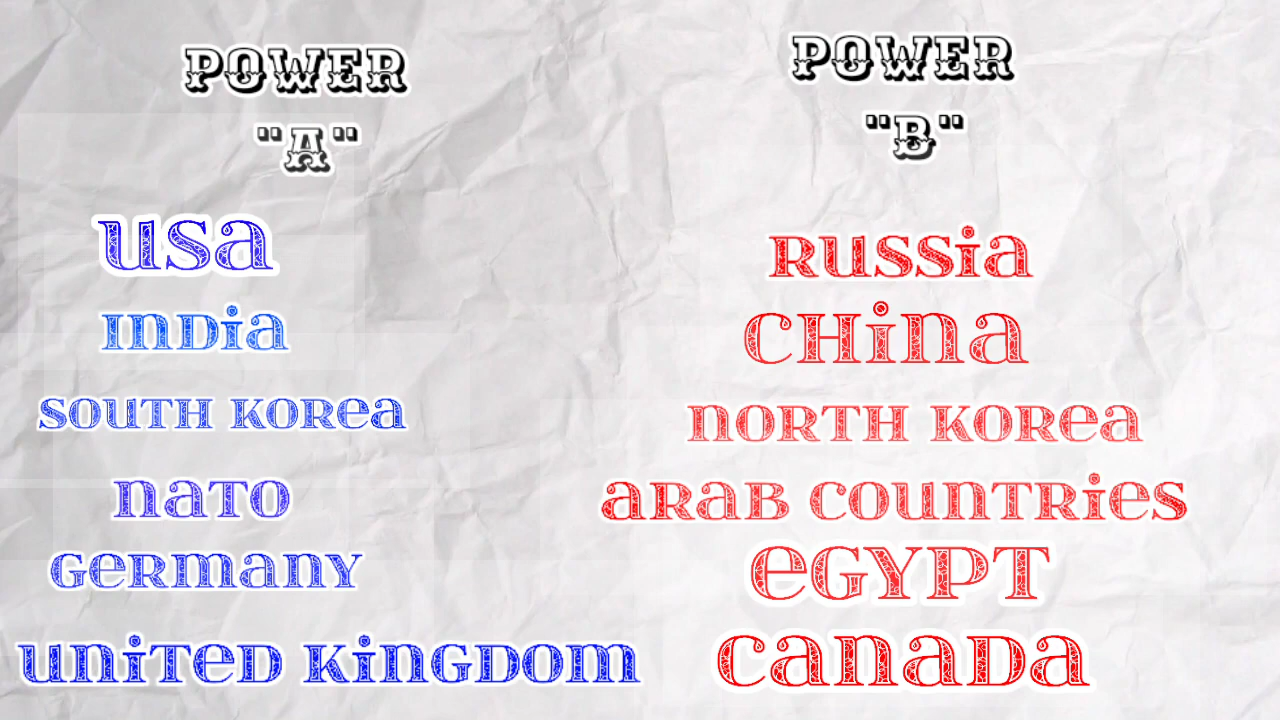 POWER
"A"
USA
INDIA
SOUTH KOREA
NATO
GERMANY
UNITED KINGDOM
POWER
"B"
RUSSIA
CHINA
NORTH KOREA
ARAB COUNTRIES
EGYPT
CANADA